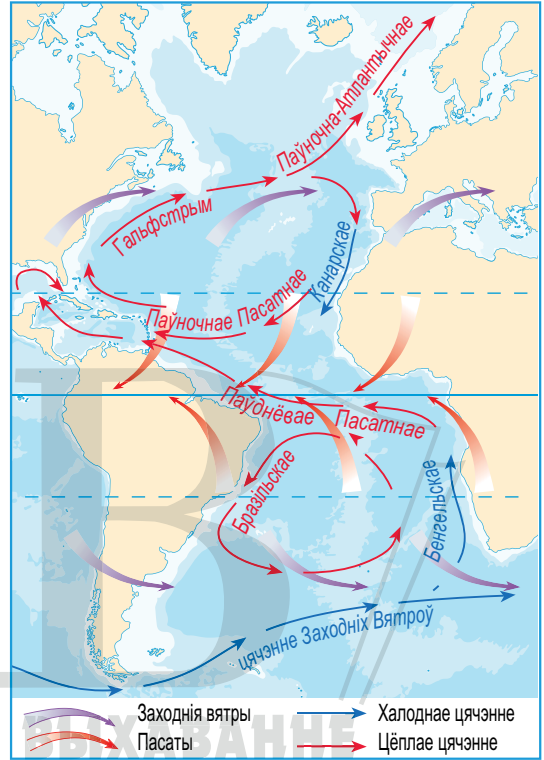 Паўночна-Атлантычнае
Гальфстрым
Канарскае
Паўночнае Пасатнае
Паўднёвае Пасатнае
Бразільскае
Бенгельскае
цячэнне Заходніх Вятроў
Заходнія вятры
Халоднае цячэнне
Пасаты
Цёплае цячэнне
ВЫХАВАННЕ